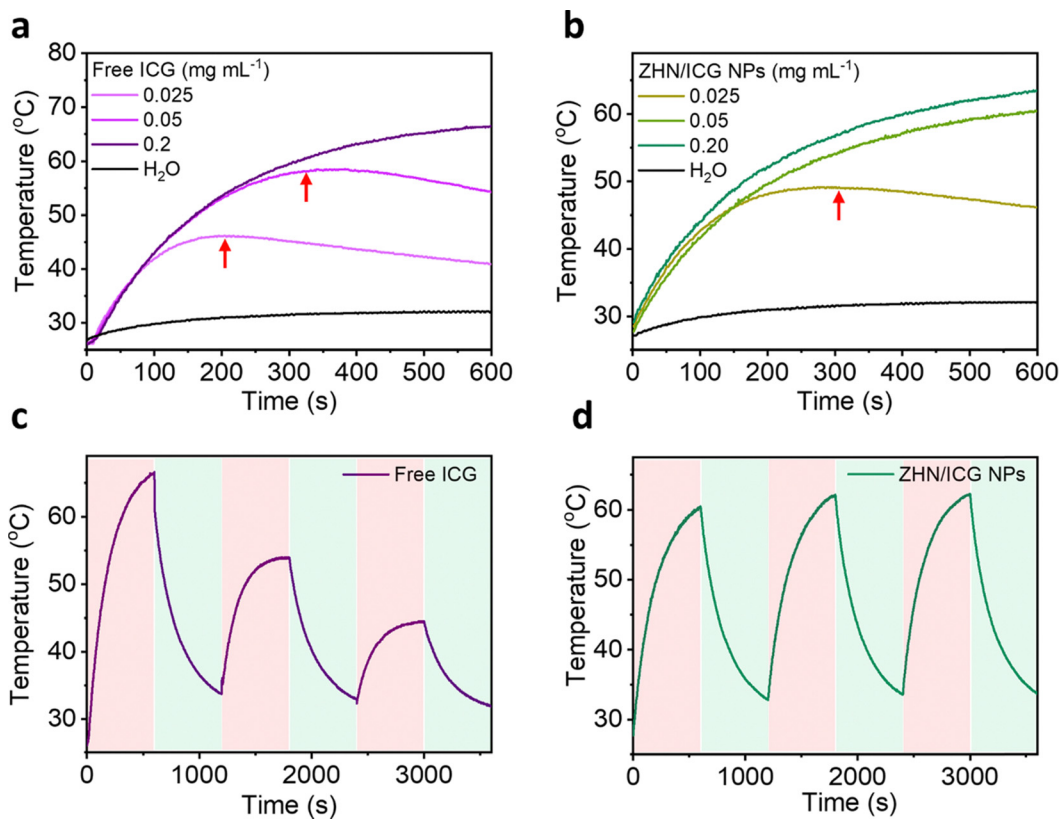 a
80
Free ICG (mg mL⁻¹)
0.025
0.05
0.2
H₂O
70
60
50
40
30
Temperature (°C)
0 100 200 300 400 500 600
Time (s)
b
ZHN/ICG NPs (mg mL⁻¹)
0.025
0.05
0.20
H₂O
60
50
40
30
Temperature (°C)
0 100 200 300 400 500 600
Time (s)
c
Free ICG
60
50
40
30
Temperature (°C)
0 1000 2000 3000
Time (s)
d
ZHN/ICG NPs
60
50
40
30
Temperature (°C)
0 1000 2000 3000
Time (s)